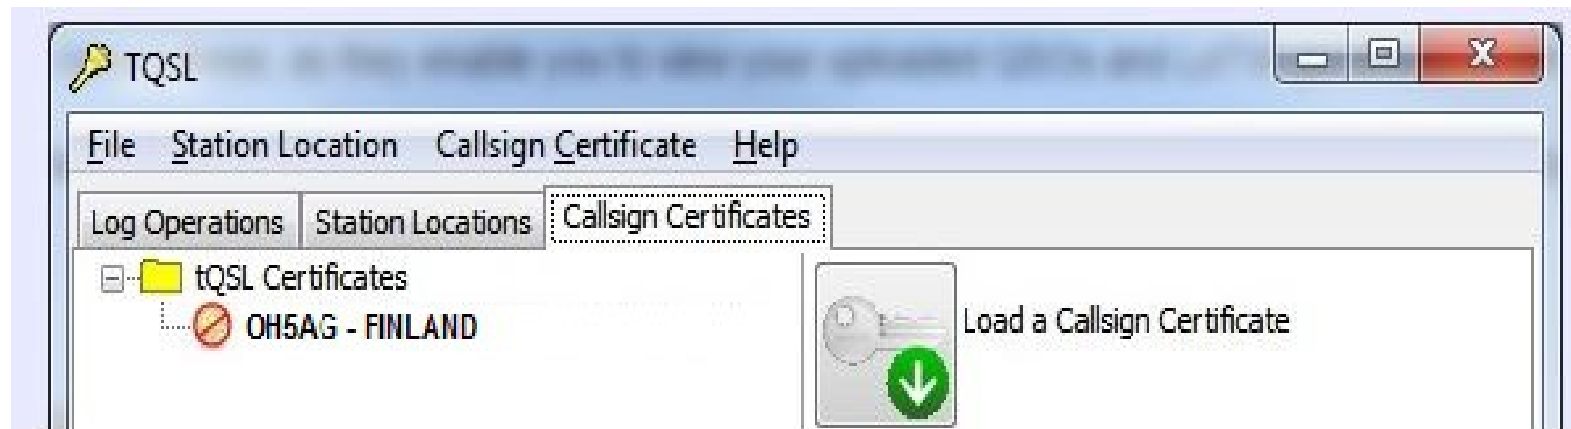 TQSL
File Station Location Callsign Certificate Help
Log Operations Station Locations Callsign Certificates
tQSL Certificates
OH5AG - FINLAND
Load a Callsign Certificate